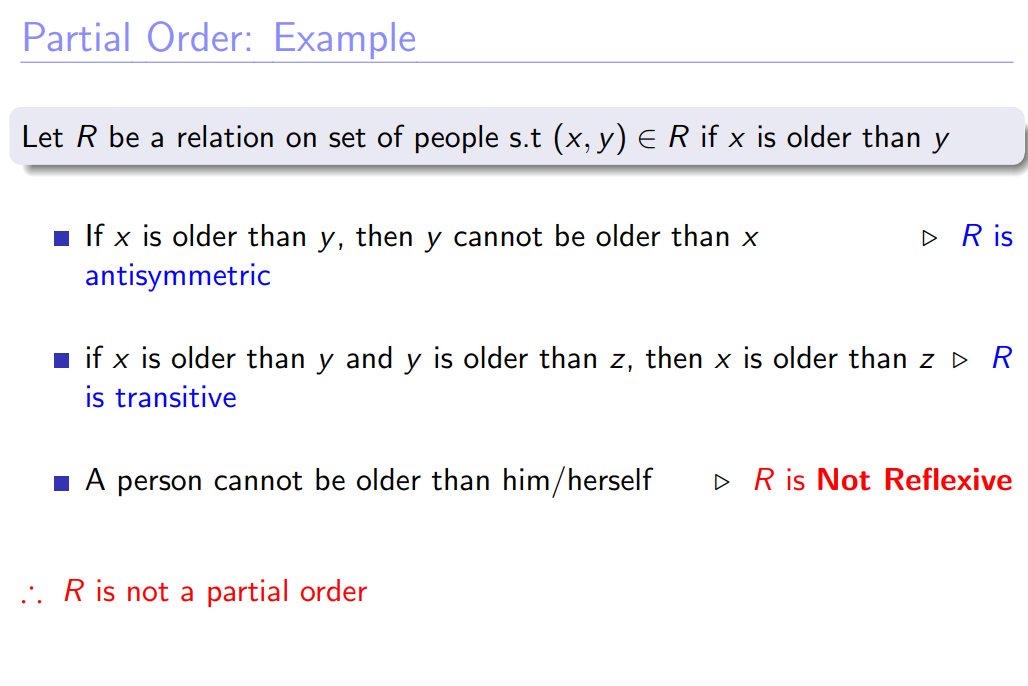 Partial Order: Example
Let R be a relation on set of people s.t (x, y) ∈ R if x is older than y
■ If x is older than y, then y cannot be older than x ▷ R is
antisymmetric
■ if x is older than y and y is older than z, then x is older than z ▷ R
is transitive
■ A person cannot be older than him/herself ▷ R is Not Reflexive
∴ R is not a partial order